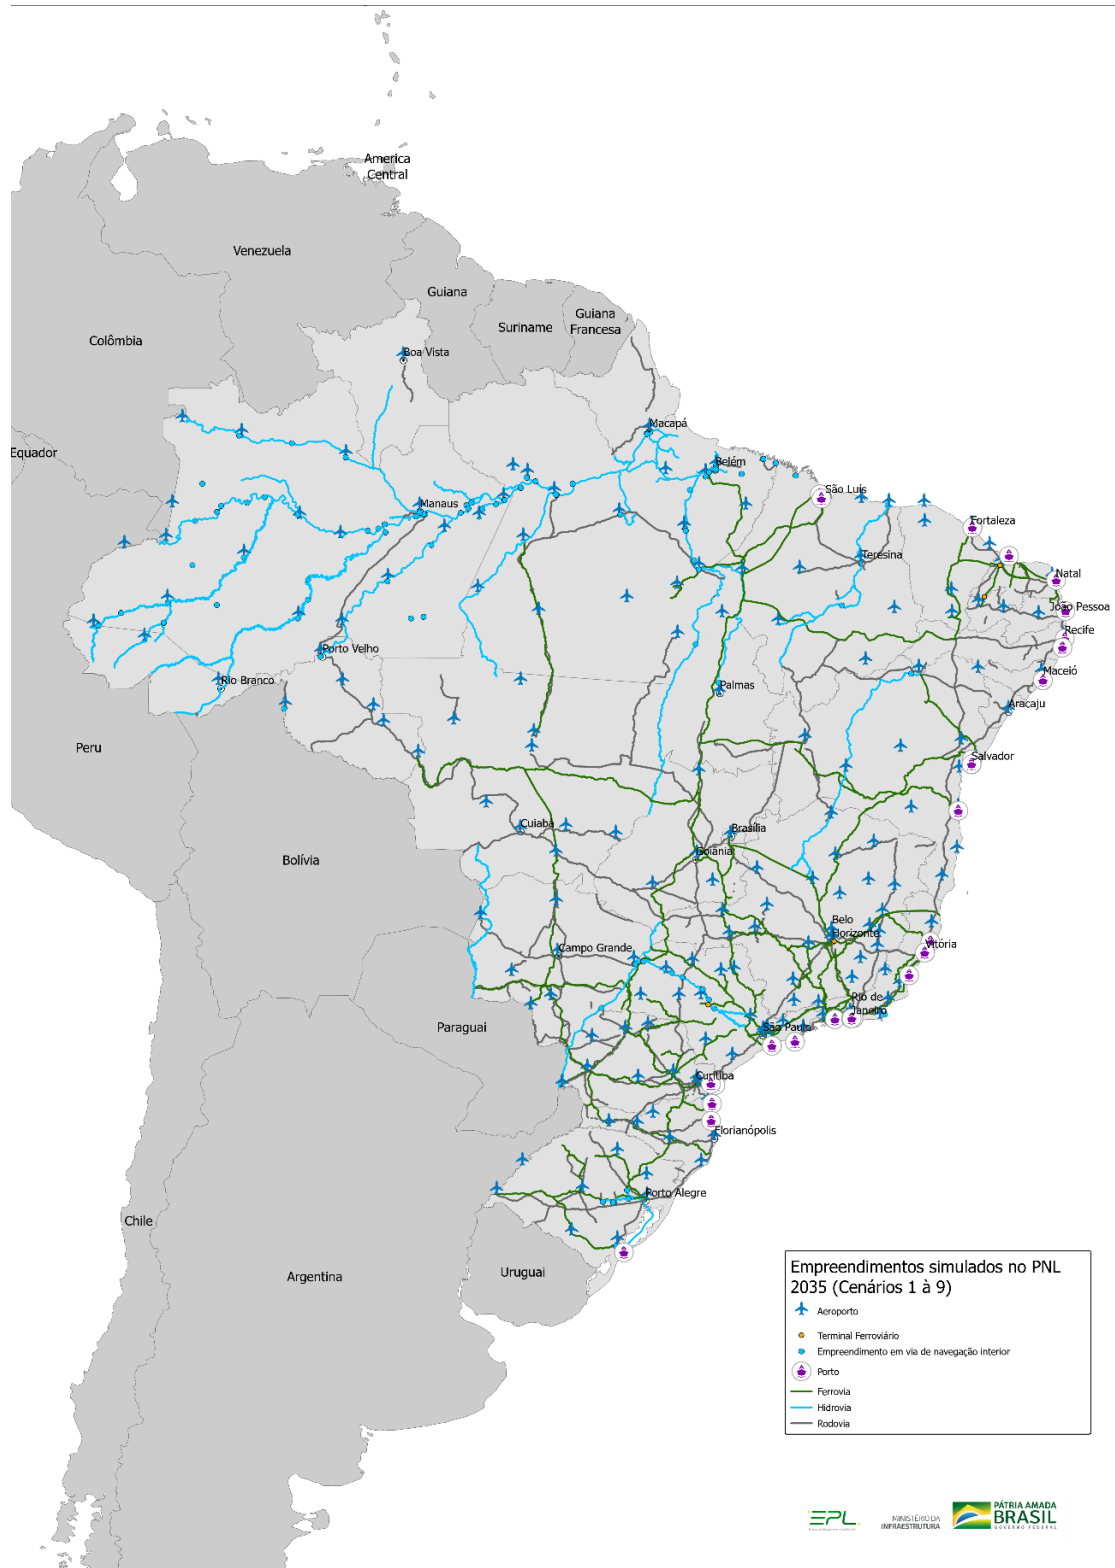 America
Central
Venezuela
Guiana
Suriname
Guiana
Francesa
Colômbia
Boa Vista
Equador
Macapá
Belém
São Luís
Manaus
Fortaleza
Teresina
Natal
João Pessoa
Recife
Porto Velho
Maceió
Rio Branco
Palmas
Aracaju
Peru
Salvador
Cuiabá
Brasília
Goiânia
Bolívia
Belo
Horizonte
Vitória
Campo Grande
Rio de
Janeiro
Paraguai
São Paulo
Curitiba
Florianópolis
Porto Alegre
Chile
Argentina
Uruguai
Empreendimentos simulados no PNL
2035 (Cenários 1 à 9)
Aeroporto
Terminal Ferroviário
Empreendimento em via de navegação interior
Porto
Ferrovia
Hidrovia
Rodovia
EPL
MINISTÉRIO DA
INFRAESTRUTURA
PÁTRIA AMADA
BRASIL
GOVERNO FEDERAL